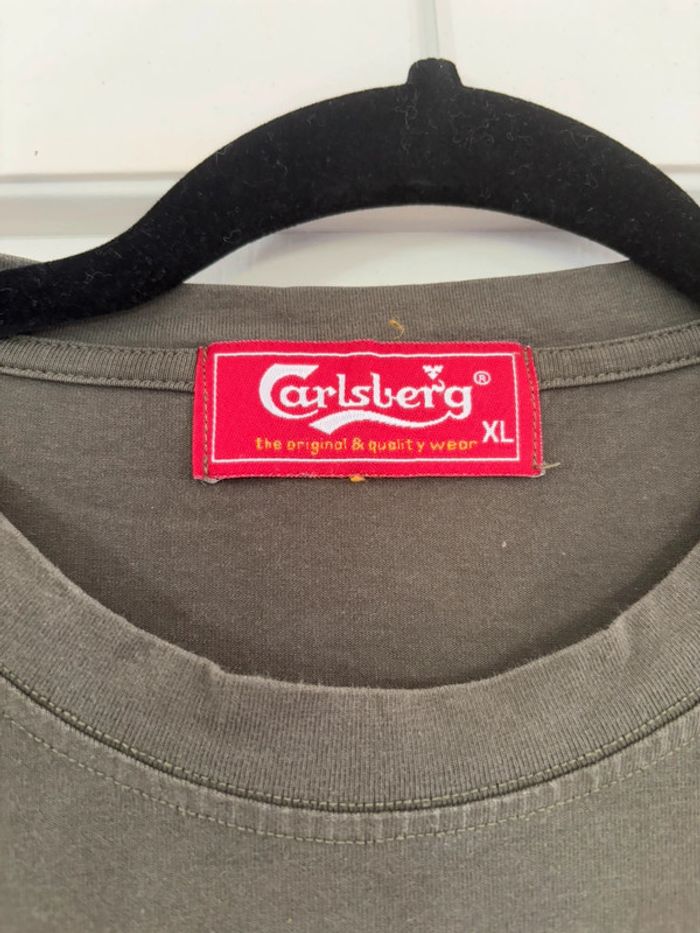 Carlsberg®
XL
the original & quality wear